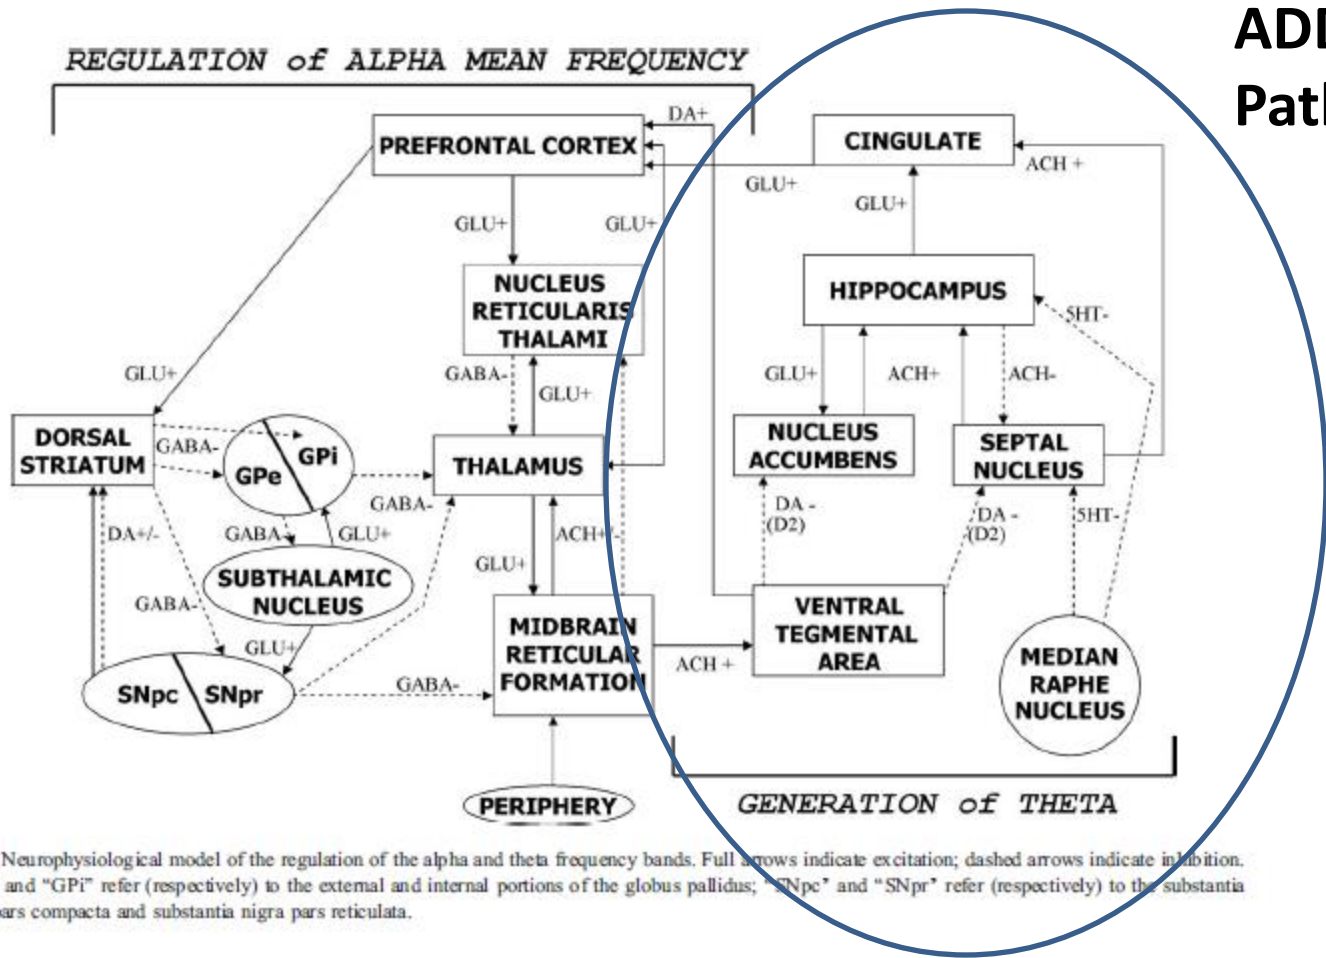 ADD
Path
REGULATION of ALPHA MEAN FREQUENCY
DA+
PREFRONTAL CORTEX
CINGULATE
ACH +
GLU+
GLU+
GLU+
GLU+
NUCLEUS
RETICULARIS
THALAMI
HIPPOCAMPUS
5HT-
GLU+
GABA-
GLU+
GLU+
ACH+
ACH-
DORSAL
STRIATUM
GABA-
GPi
GPe
THALAMUS
NUCLEUS
ACCUMBENS
SEPTAL
NUCLEUS
GABA-
DA+/-
GABA-
GLU+
ACH+/-
DA -
(D2)
DA -
(D2)
5HT-
GLU+
SUBTHALAMIC
NUCLEUS
GABA-
GLU+
MIDBRAIN
RETICULAR
FORMATION
VENTRAL
TEGMENTAL
AREA
ACH +
MEDIAN
RAPHE
NUCLEUS
SNpc
SNpr
GABA-
PERIPHERY
GENERATION of THETA
Neurophysiological model of the regulation of the alpha and theta frequency bands. Full arrows indicate excitation; dashed arrows indicate inhibition.
and “GPi” refer (respectively) to the external and internal portions of the globus pallidus; “SNpc” and “SNpr” refer (respectively) to the substantia
ars compacta and substantia nigra pars reticulata.